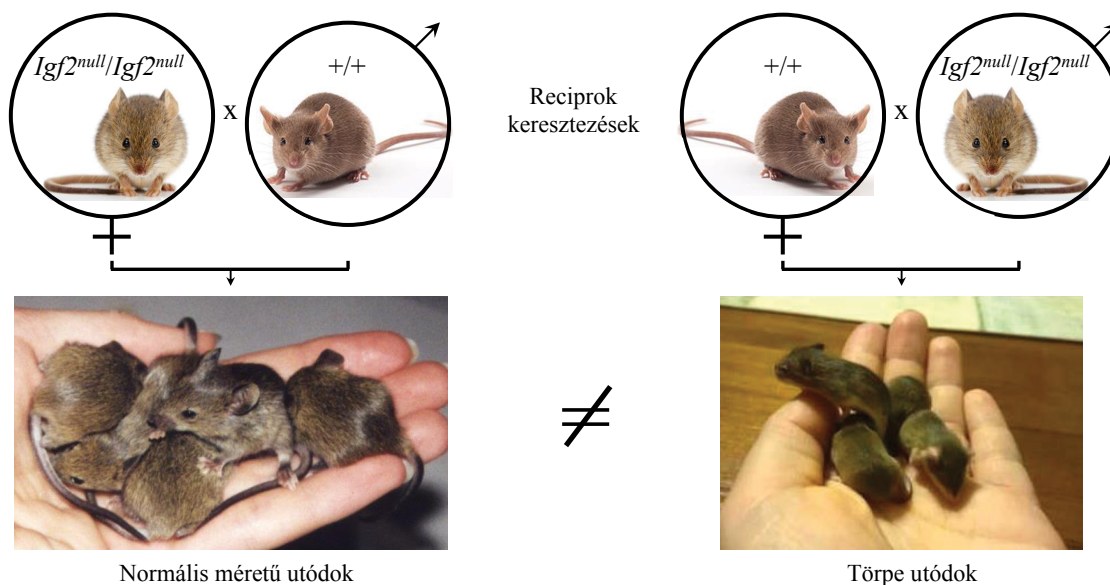 Igf2null/Igf2null
x
+/+
Reciprok
keresztezések
+/+
x
Igf2null/Igf2null
≠
Normális méretű utódok
Törpe utódok